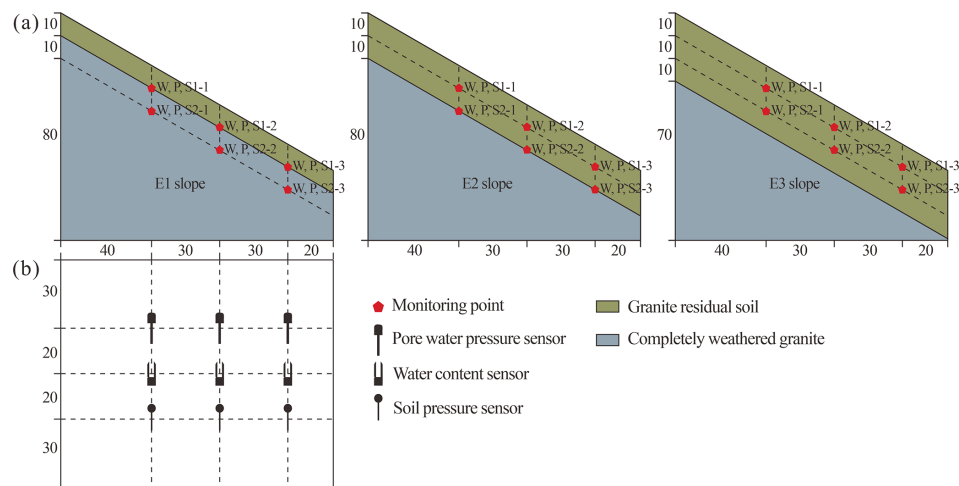 (a)
10
10
80
W, P, S1-1
W, P, S2-1
W, P, S1-2
W, P, S2-2
W, P, S1-3
W, P, S2-3
E1 slope
40
30
30
20
10
10
80
W, P, S1-1
W, P, S2-1
W, P, S1-2
W, P, S2-2
W, P, S1-3
W, P, S2-3
E2 slope
40
30
30
20
10
10
10
70
W, P, S1-1
W, P, S2-1
W, P, S1-2
W, P, S2-2
W, P, S1-3
W, P, S2-3
E3 slope
40
30
30
20
(b)
30
20
20
30
Monitoring point
Pore water pressure sensor
Water content sensor
Soil pressure sensor
Granite residual soil
Completely weathered granite